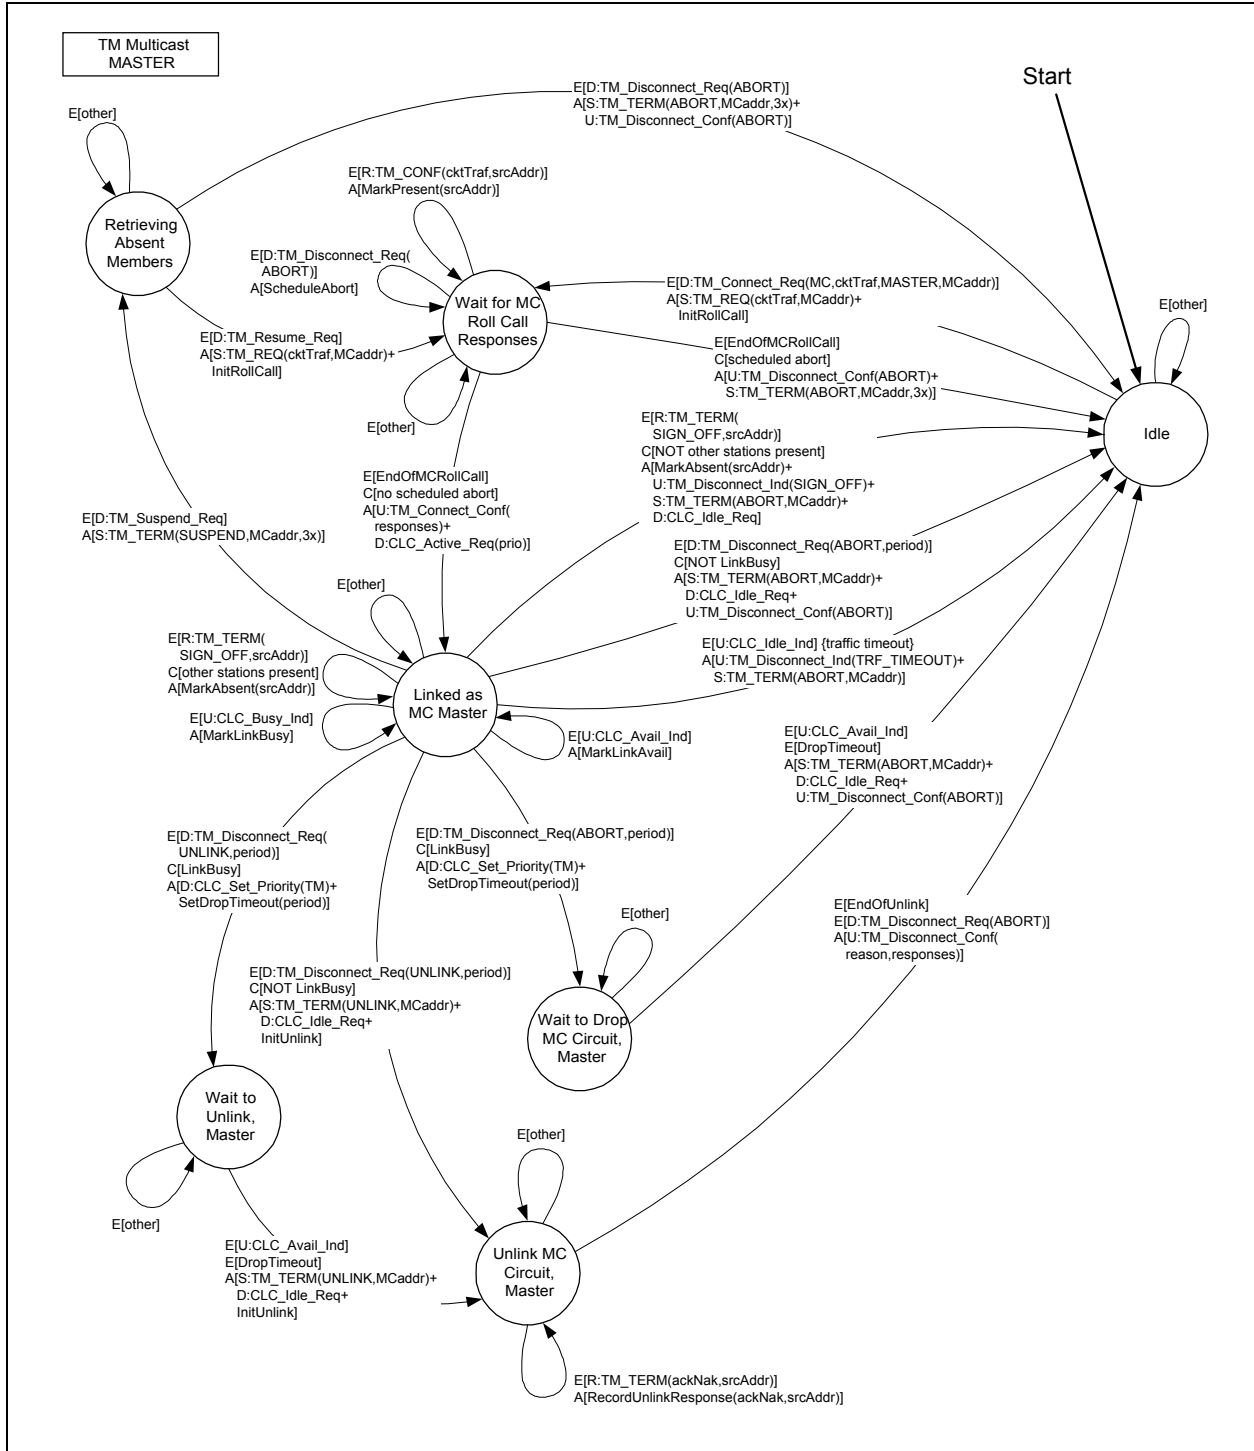 TM Multicast
MASTER
Start
E[D:TM_Disconnect_Req(ABORT)]
A[S:TM_TERM(ABORT,MCaddr,3x)+
U:TM_Disconnect_Conf(ABORT)]
E[other]
E[R:TM_CONF(cktTraf,srcAddr)]
A[MarkPresent(srcAddr)]
Retrieving
Absent
Members
E[D:TM_Disconnect_Req(
ABORT)]
A[ScheduleAbort]
Wait for MC
Roll Call
Responses
E[D:TM_Connect_Req(MC,cktTraf,MASTER,MCaddr)]
A[S:TM_REQ(cktTraf,MCaddr)+
InitRollCall]
E[other]
E[D:TM_Resume_Req]
A[S:TM_REQ(cktTraf,MCaddr)+
InitRollCall]
E[EndOfMCRollCall]
C[scheduled abort]
A[U:TM_Disconnect_Conf(ABORT)+
S:TM_TERM(ABORT,MCaddr,3x)]
E[other]
Idle
E[R:TM_TERM(
SIGN_OFF,srcAddr)]
C[NOT other stations present]
A[MarkAbsent(srcAddr)+
U:TM_Disconnect_Ind(SIGN_OFF)+
S:TM_TERM(ABORT,MCaddr)+
D:CLC_Idle_Req]
E[EndOfMCRollCall]
C[no scheduled abort]
A[U:TM_Connect_Conf(
responses)+
D:CLC_Active_Req(prio)]
E[D:TM_Suspend_Req]
A[S:TM_TERM(SUSPEND,MCaddr,3x)]
E[D:TM_Disconnect_Req(ABORT,period)]
C[NOT LinkBusy]
A[S:TM_TERM(ABORT,MCaddr)+
D:CLC_Idle_Req+
U:TM_Disconnect_Conf(ABORT)]
E[other]
E[R:TM_TERM(
SIGN_OFF,srcAddr)]
C[other stations present]
A[MarkAbsent(srcAddr)]
E[U:CLC_Idle_Ind] {traffic timeout}
A[U:TM_Disconnect_Ind(TRF_TIMEOUT)+
S:TM_TERM(ABORT,MCaddr)]
Linked as
MC Master
E[U:CLC_Busy_Ind]
A[MarkLinkBusy]
E[U:CLC_Avail_Ind]
A[MarkLinkAvail]
E[U:CLC_Avail_Ind]
E[DropTimeout]
A[S:TM_TERM(ABORT,MCaddr)+
D:CLC_Idle_Req+
U:TM_Disconnect_Conf(ABORT)]
E[D:TM_Disconnect_Req(
UNLINK,period)]
C[LinkBusy]
A[D:CLC_Set_Priority(TM)+
SetDropTimeout(period)]
E[D:TM_Disconnect_Req(ABORT,period)]
C[LinkBusy]
A[D:CLC_Set_Priority(TM)+
SetDropTimeout(period)]
E[other]
E[EndOfUnlink]
E[D:TM_Disconnect_Req(ABORT)]
A[U:TM_Disconnect_Conf(
reason,responses)]
E[D:TM_Disconnect_Req(UNLINK,period)]
C[NOT LinkBusy]
A[S:TM_TERM(UNLINK,MCaddr)+
D:CLC_Idle_Req+
InitUnlink]
Wait to Drop
MC Circuit,
Master
Wait to
Unlink,
Master
E[other]
E[other]
E[U:CLC_Avail_Ind]
E[DropTimeout]
A[S:TM_TERM(UNLINK,MCaddr)+
D:CLC_Idle_Req+
InitUnlink]
Unlink MC
Circuit,
Master
E[R:TM_TERM(ackNak,srcAddr)]
A[RecordUnlinkResponse(ackNak,srcAddr)]